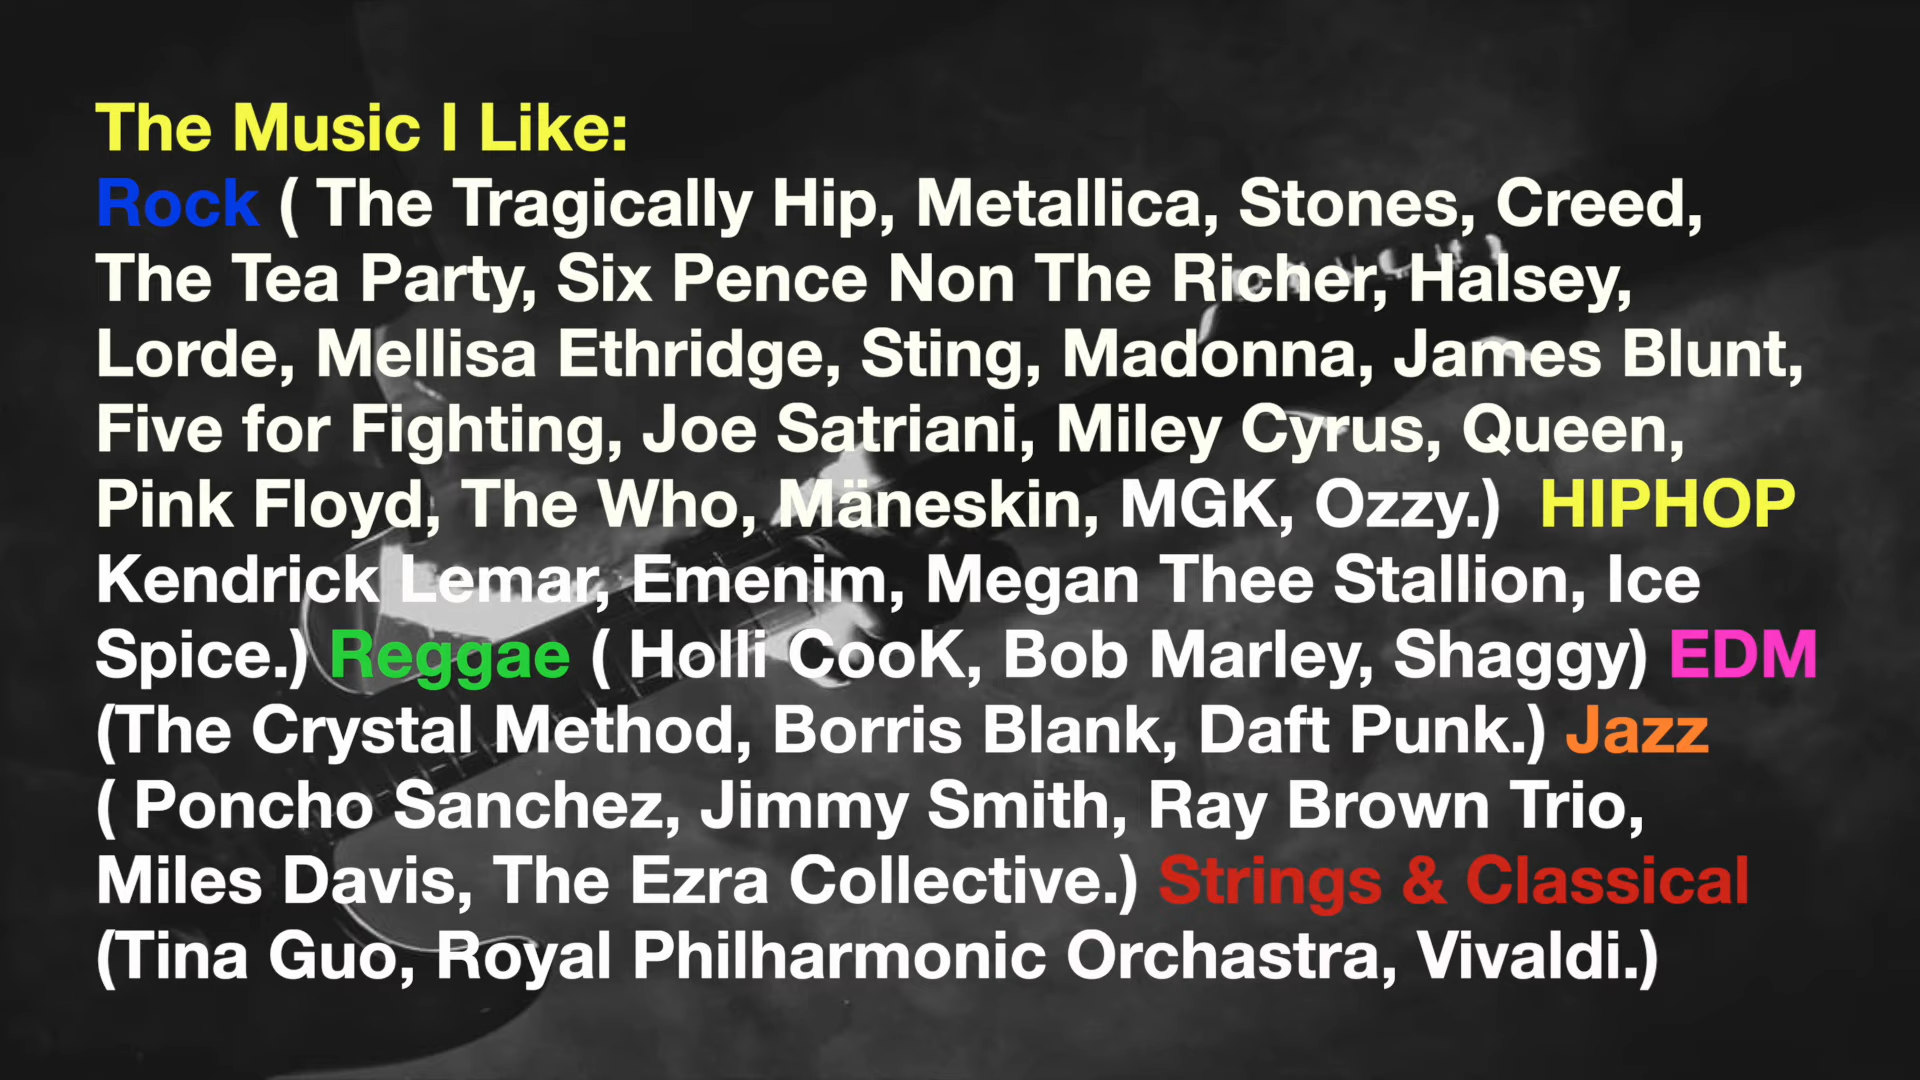 The Music I Like:
Rock ( The Tragically Hip, Metallica, Stones, Creed,
The Tea Party, Six Pence Non The Richer, Halsey,
Lorde, Mellisa Ethridge, Sting, Madonna, James Blunt,
Five for Fighting, Joe Satriani, Miley Cyrus, Queen,
Pink Floyd, The Who, Mäneskin, MGK, Ozzy.) HIPHOP
Kendrick Lemar, Emenim, Megan Thee Stallion, Ice
Spice.) Reggae ( Holli CooK, Bob Marley, Shaggy) EDM
(The Crystal Method, Borris Blank, Daft Punk.) Jazz
( Poncho Sanchez, Jimmy Smith, Ray Brown Trio,
Miles Davis, The Ezra Collective.) Strings & Classical
(Tina Guo, Royal Philharmonic Orchastra, Vivaldi.)